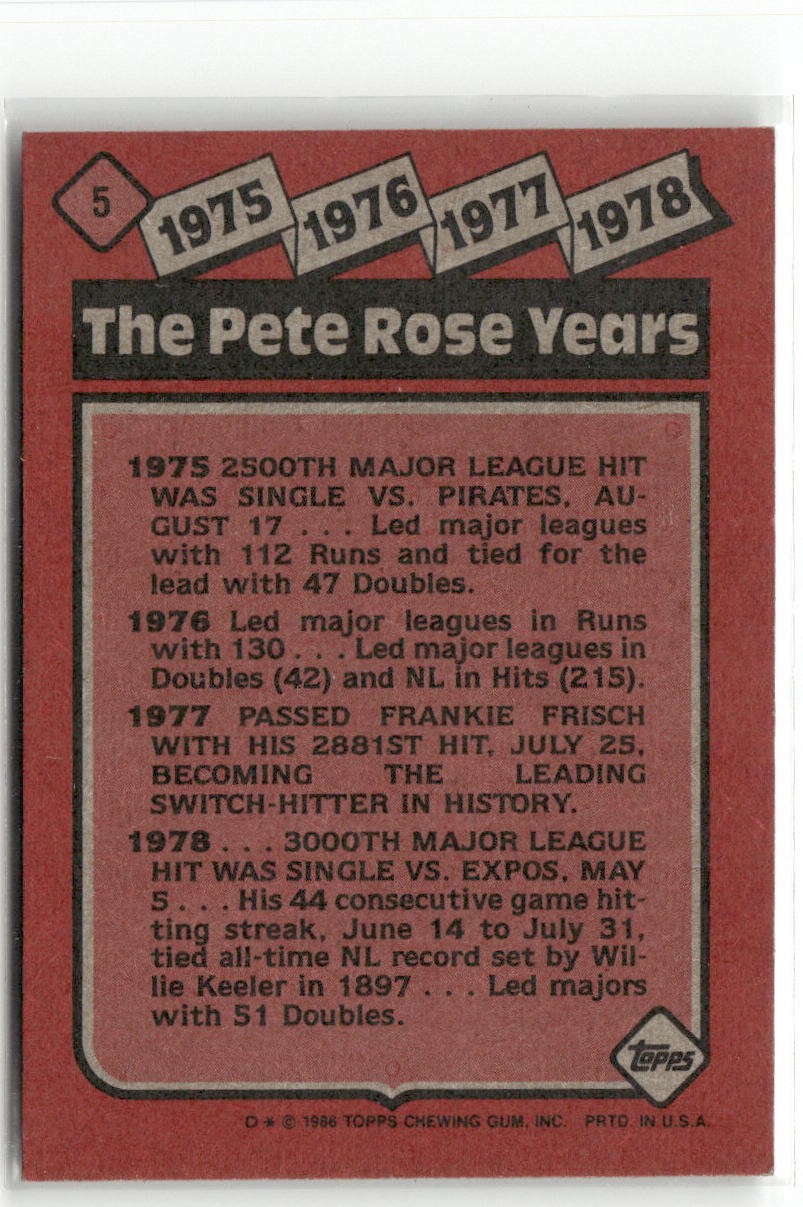 5
1975 1976 1977 1978
The Pete Rose Years
1975 2500TH MAJOR LEAGUE HIT
WAS SINGLE VS. PIRATES, AU-
GUST 17 . . . Led major leagues
with 112 Runs and tied for the
lead with 47 Doubles.
1976 Led major leagues in Runs
with 130 . . . Led major leagues in
Doubles (42) and NL in Hits (215).
1977 PASSED FRANKIE FRISCH
WITH HIS 2881ST HIT, JULY 25,
BECOMING THE LEADING
SWITCH-HITTER IN HISTORY.
1978 . . . 3000TH MAJOR LEAGUE
HIT WAS SINGLE VS. EXPOS, MAY
5 . . . His 44 consecutive game hit-
ting streak, June 14 to July 31,
tied all-time NL record set by Wil-
lie Keeler in 1897 . . . Led majors
with 51 Doubles.
topps
D * © 1986 TOPPS CHEWING GUM, INC. PRTD. IN U.S.A.